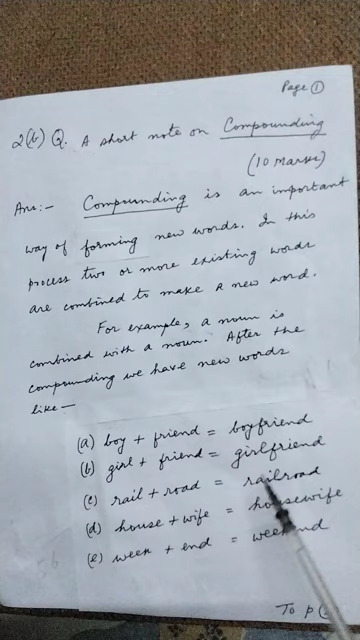 Page ①
2(b) Q. A short note on Compounding
(10 Marks)
Ans:- Compounding is an important
way of forming new words. In this
process two or more existing words
are combined to make a new word.
For example, a noun is
combined with a noun. After the
compounding we have new words
like—
(a) boy + friend = boyfriend
(b) girl + friend = girlfriend
(c) rail + road = railroad
(d) house + wife = housewife
(e) week + end = weekend
To P